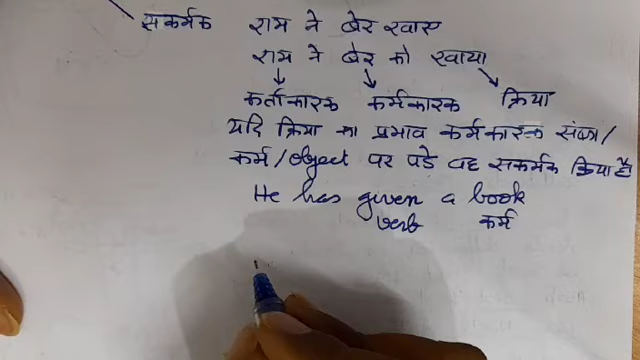 सकर्मक राम ने बेर खाए
राम ने बेर को खाया
कर्ताकारक कर्मकारक क्रिया
यदि क्रिया का प्रभाव कर्मकारक संज्ञा/
कर्म/object पर पड़े वह सकर्मक क्रिया है।
He has given a book
verb कर्म